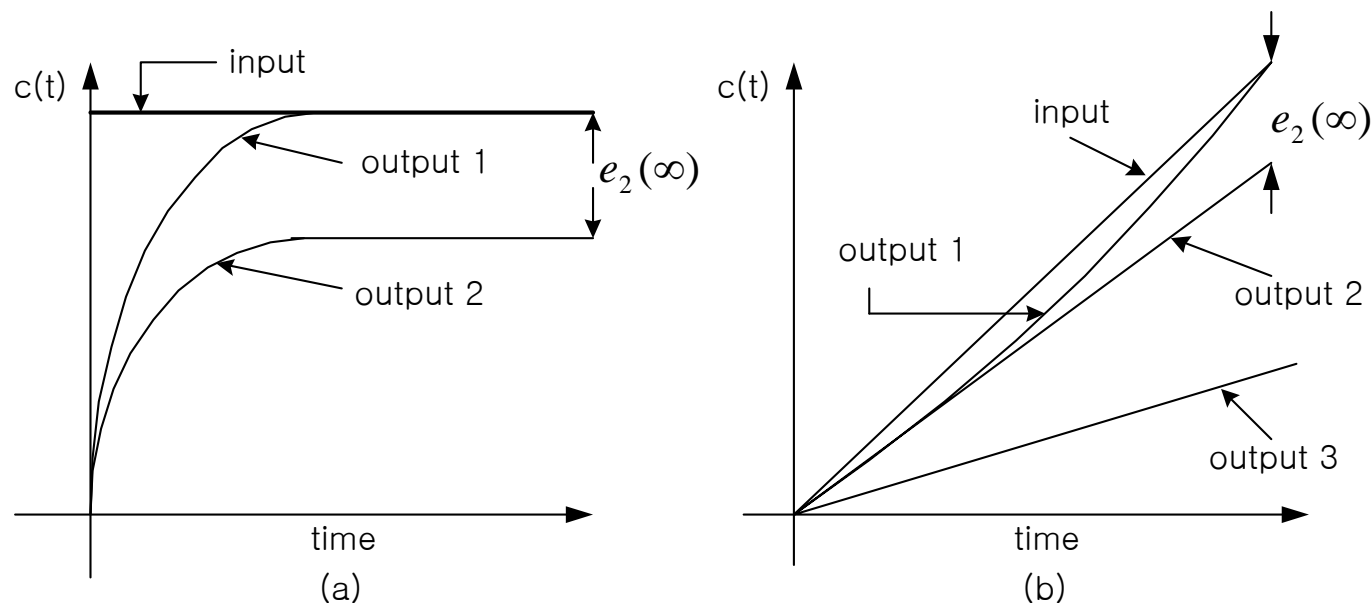 input
c(t)
output 1
e₂(∞)
output 2
time
(a)
c(t)
input
e₂(∞)
output 1
output 2
output 3
time
(b)